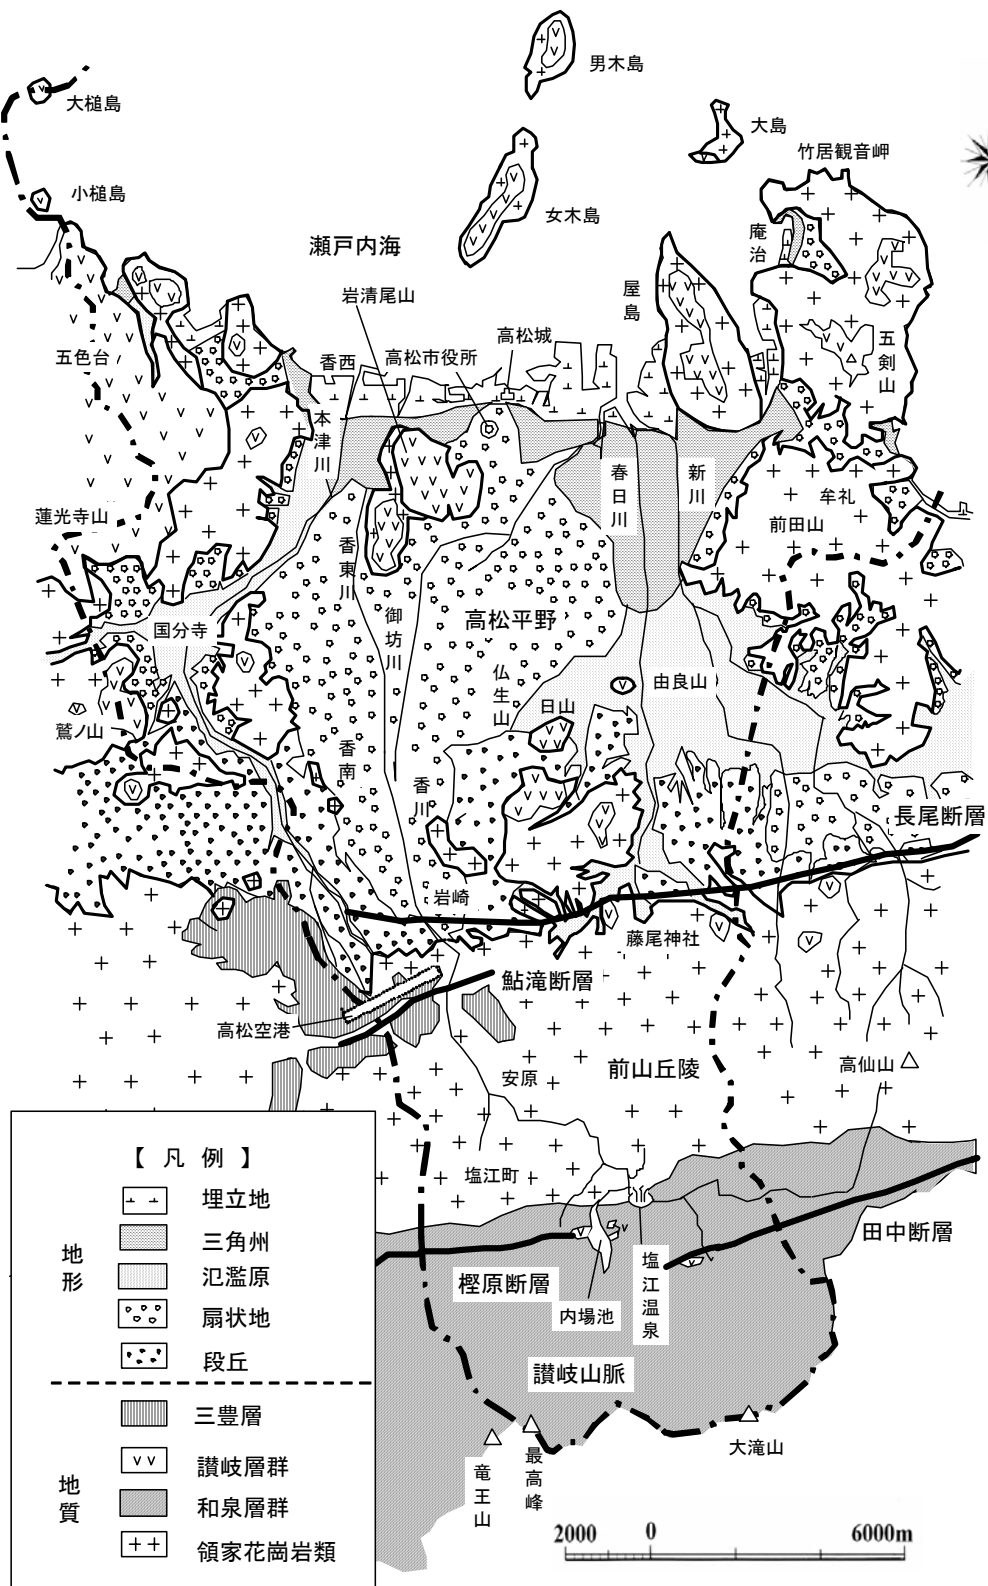 男木島
大槌島
大島
竹居観音岬
小槌島
女木島
庵治
瀬戸内海
岩清尾山
屋島
五色台
香西
高松市役所
高松城
五剣山
本津川
春日川
新川
牟礼
蓮光寺山
前田山
香東川
御坊川
高松平野
国分寺
仏生山
由良山
日山
鷲ノ山
香南
香川
長尾断層
岩崎
藤尾神社
鮎滝断層
高松空港
安原
前山丘陵
高仙山
塩江町
田中断層
樫原断層
塩江温泉
内場池
讃岐山脈
大滝山
最高峰
竜王山
【凡例】
地形
埋立地
三角州
氾濫原
扇状地
段丘
地質
三豊層
讃岐層群
和泉層群
領家花崗岩類
2000 0 6000m